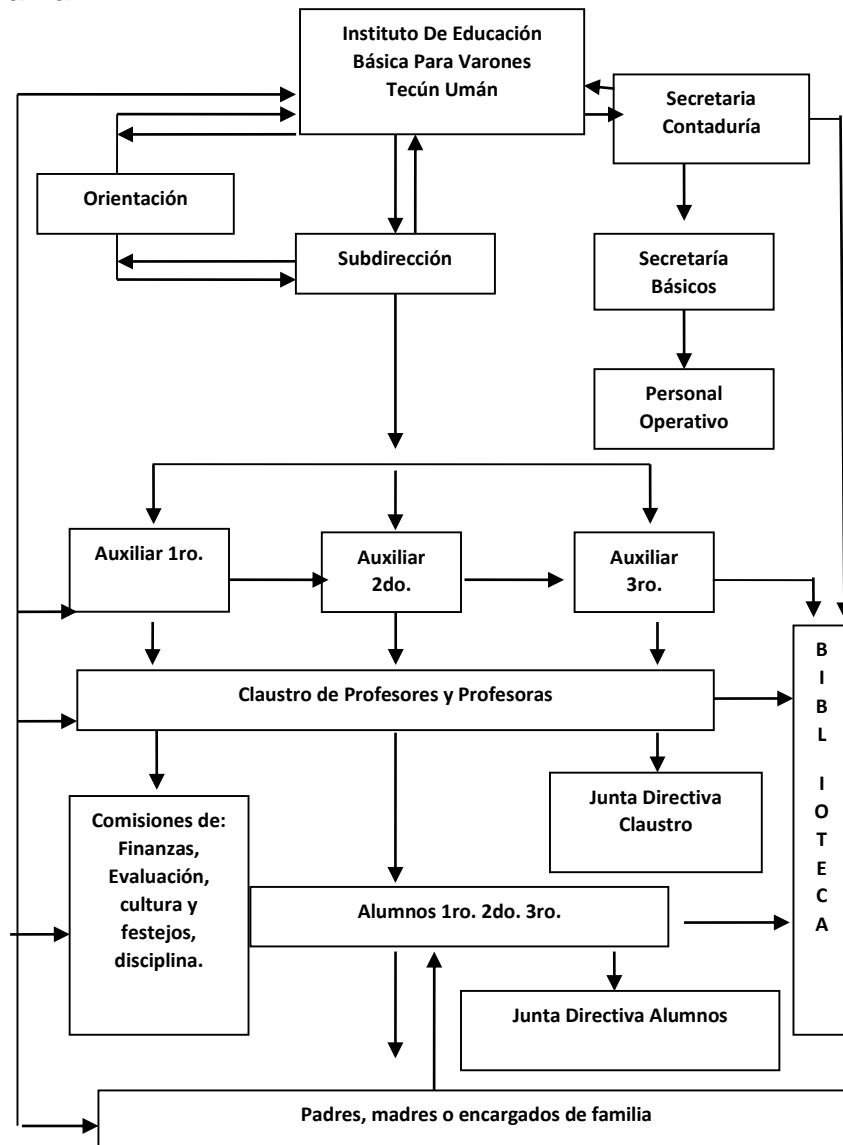 Instituto De Educación
Básica Para Varones
Tecún Umán
Secretaria
Contaduría
Orientación
Subdirección
Secretaría
Básicos
Personal
Operativo
Auxiliar 1ro.
Auxiliar
2do.
Auxiliar
3ro.
Claustro de Profesores y Profesoras
B
I
B
L
I
O
T
E
C
A
Junta Directiva
Claustro
Comisiones de:
Finanzas,
Evaluación,
cultura y
festejos,
disciplina.
Alumnos 1ro. 2do. 3ro.
Junta Directiva Alumnos
Padres, madres o encargados de familia